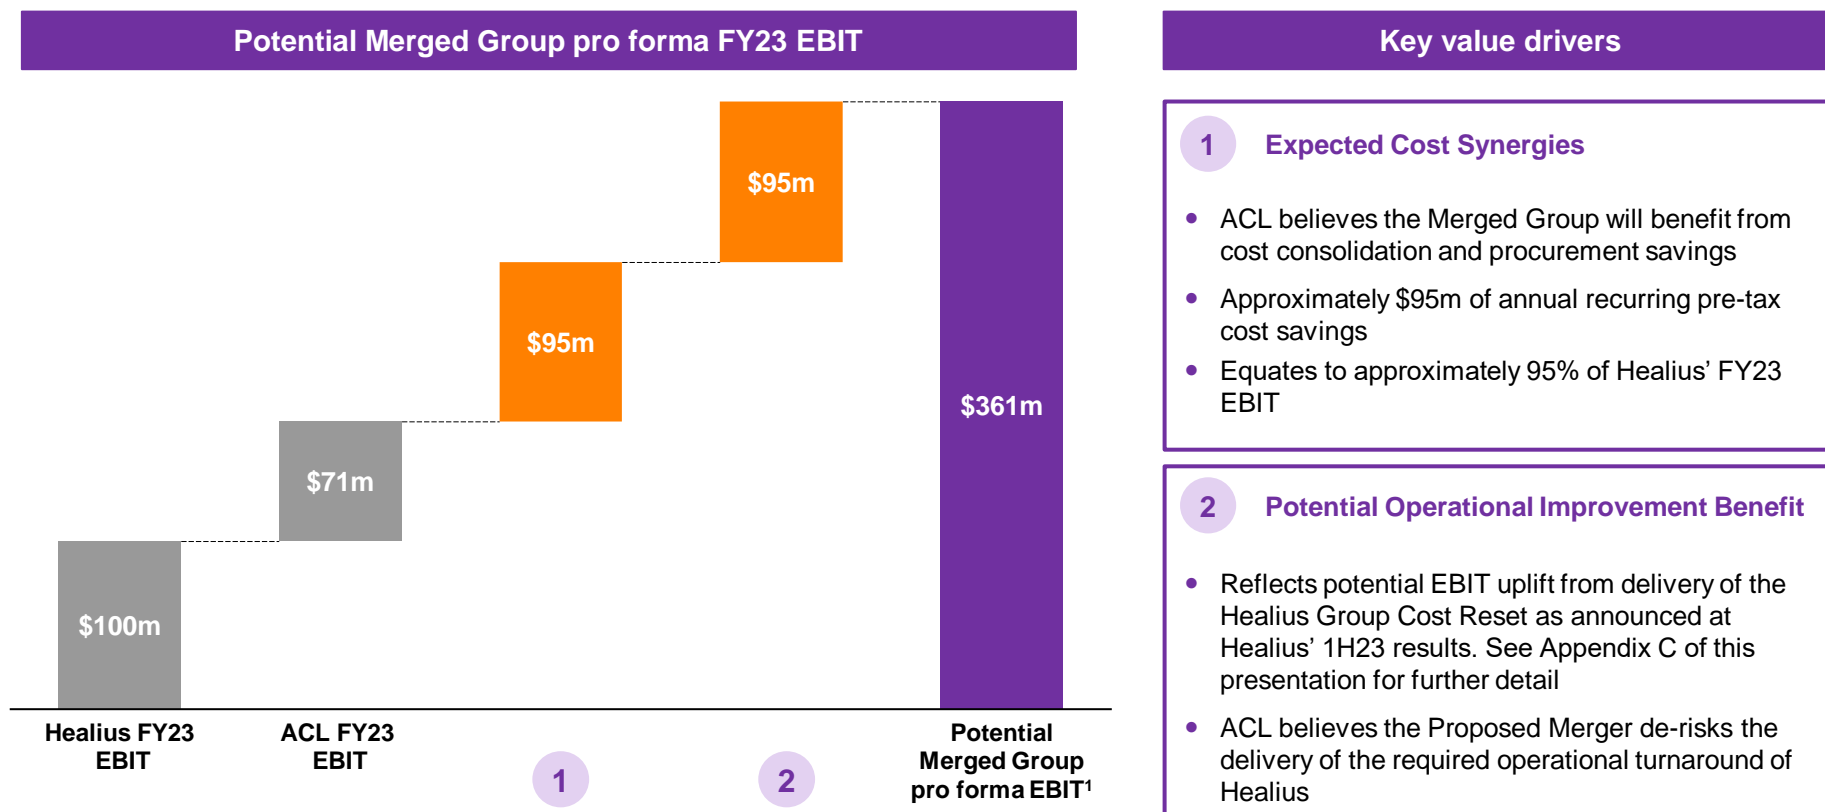 Potential Merged Group pro forma FY23 EBIT
$100m
$71m
$95m
$95m
$361m
Healius FY23
EBIT
ACL FY23
EBIT
1
2
Potential
Merged Group
pro forma EBIT¹
Key value drivers
1 Expected Cost Synergies
• ACL believes the Merged Group will benefit from
cost consolidation and procurement savings
• Approximately $95m of annual recurring pre-tax
cost savings
• Equates to approximately 95% of Healius’ FY23
EBIT
2 Potential Operational Improvement Benefit
• Reflects potential EBIT uplift from delivery of the
Healius Group Cost Reset as announced at
Healius’ 1H23 results. See Appendix C of this
presentation for further detail
• ACL believes the Proposed Merger de-risks the
delivery of the required operational turnaround of
Healius